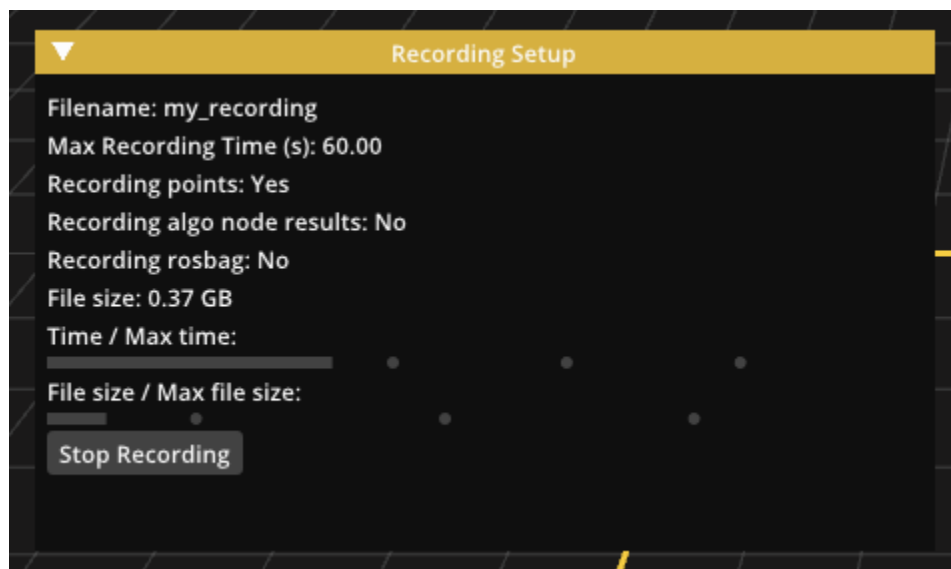 Recording Setup
Filename: my_recording
Max Recording Time (s): 60.00
Recording points: Yes
Recording algo node results: No
Recording rosbag: No
File size: 0.37 GB
Time / Max time:
File size / Max file size:
Stop Recording